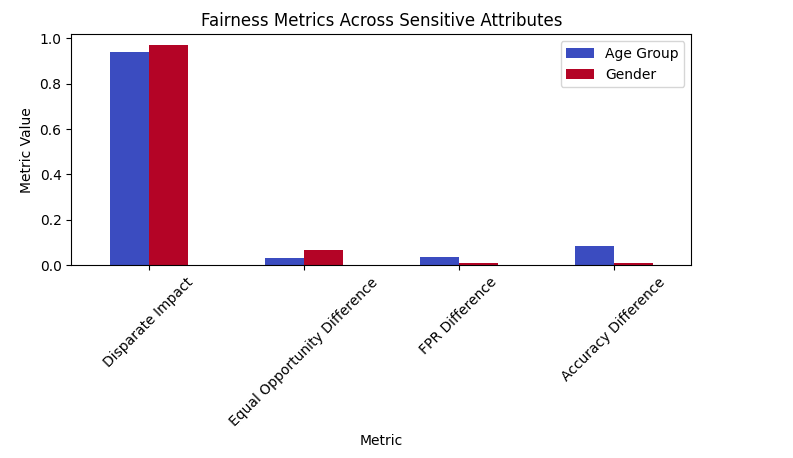 Fairness Metrics Across Sensitive Attributes
1.0
0.8
0.6
0.4
0.2
0.0
Metric Value
Age Group
Gender
Disparate Impact
Equal Opportunity Difference
FPR Difference
Accuracy Difference
Metric